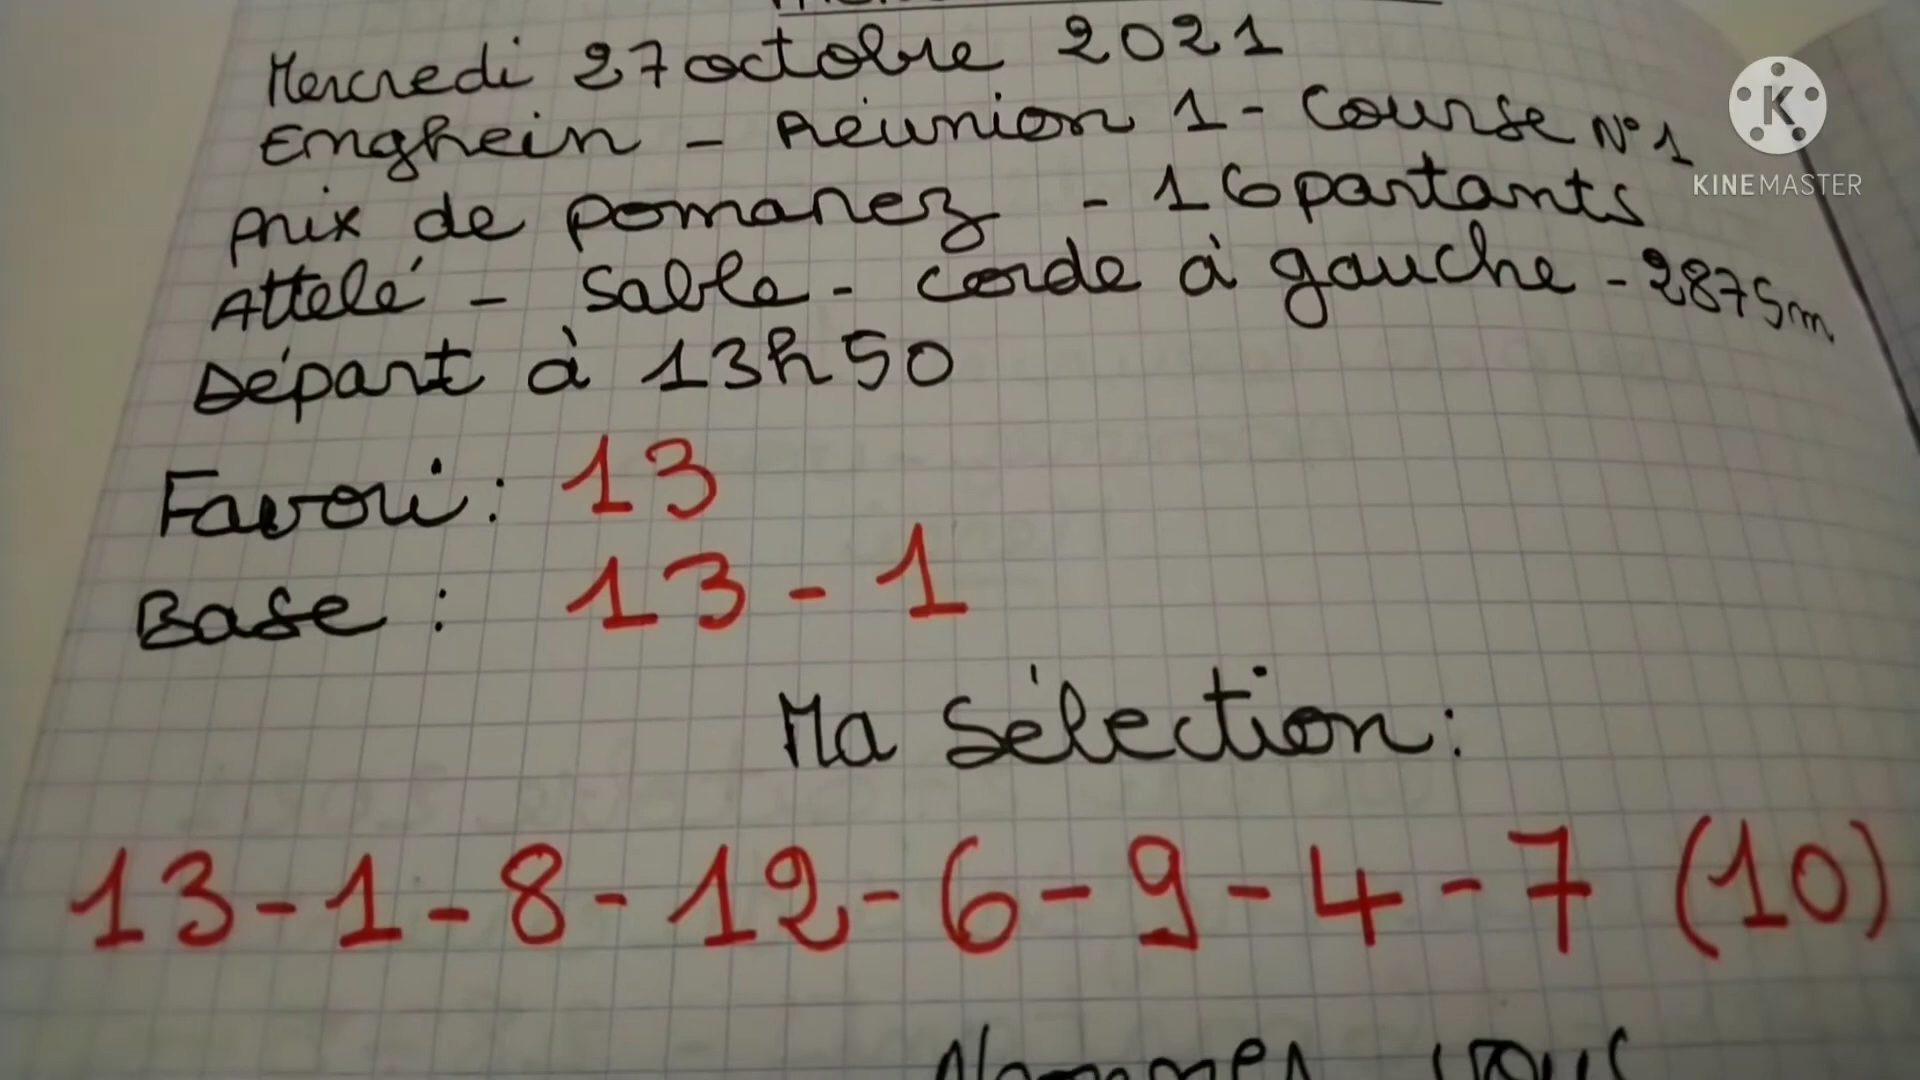 Mercredi 27 octobre 2021
Enghein - Réunion 1 - Course N° 1
KINEMASTER
prix de pomarez - 16 partants
Attelé - Sable - corde à gauche - 2875m
Départ à 13h50
Favori : 13
Base : 13 - 1
Ma Sélection :
13 - 1 - 8 - 12 - 6 - 9 - 4 - 7 (10)